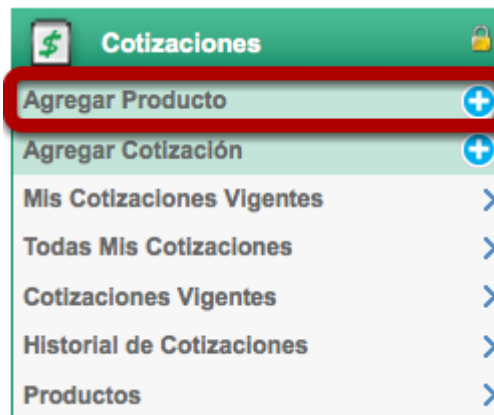 Cotizaciones
Agregar Producto
Agregar Cotización
Mis Cotizaciones Vigentes
Todas Mis Cotizaciones
Cotizaciones Vigentes
Historial de Cotizaciones
Productos